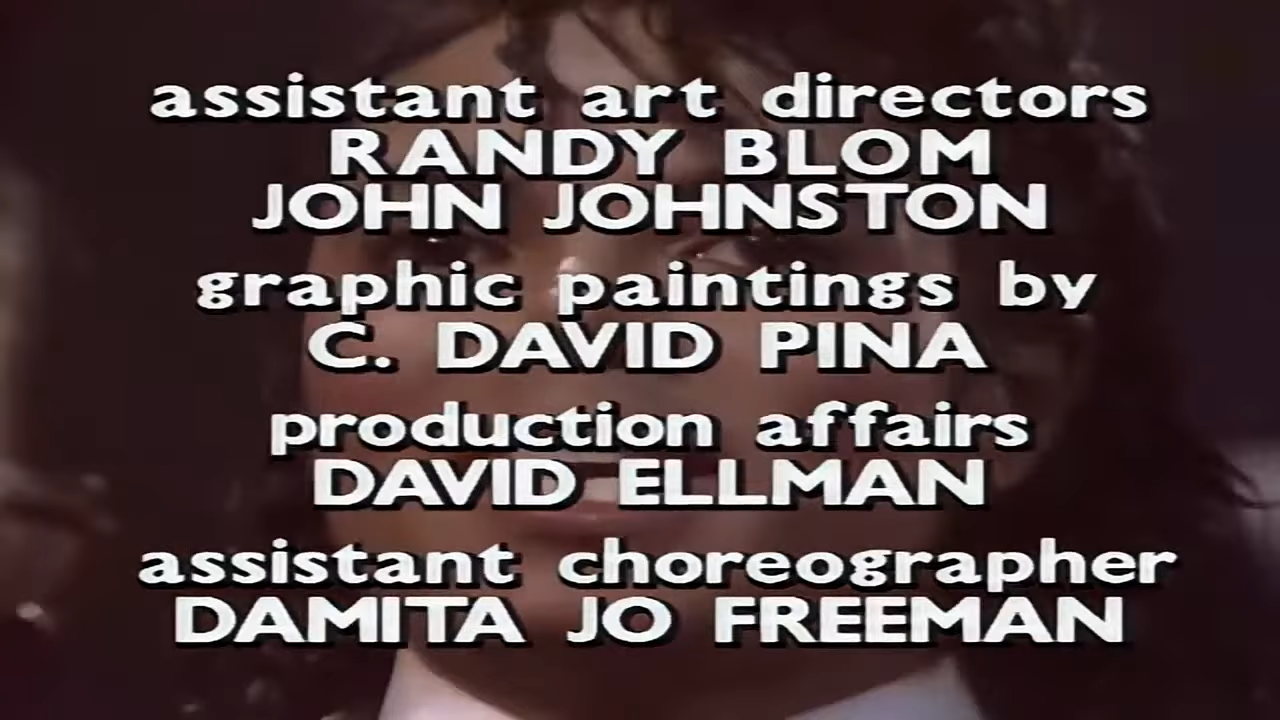 assistant art directors
RANDY BLOM
JOHN JOHNSTON
graphic paintings by
C. DAVID PINA
production affairs
DAVID ELLMAN
assistant choreographer
DAMITA JO FREEMAN